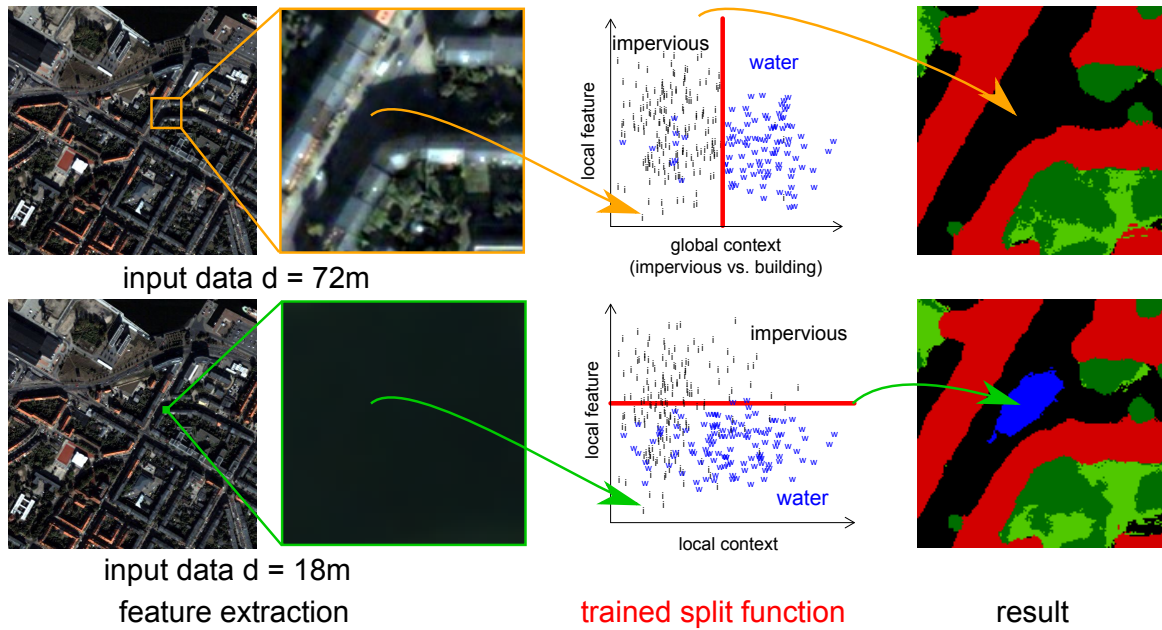 impervious
water
local feature
global context
(impervious vs. building)
input data d = 72m
impervious
water
local feature
local context
input data d = 18m
feature extraction
trained split function
result